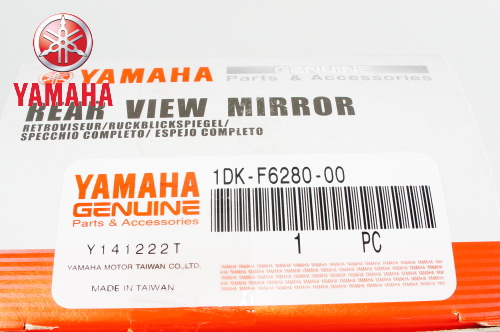 YAMAHA
YAMAHA
GENUINE
Parts & Accessories
REAR VIEW MIRROR
RETROVISEUR/RUCKBLICKSPIEGEL/
SPECCHIO COMPLETO/ ESPEJO COMPLETO
YAMAHA
GENUINE
Parts & Accessories
Y141222T
YAMAHA MOTOR TAIWAN CO.,LTD.
MADE IN TAIWAN
1DK-F6280-00
1 PC